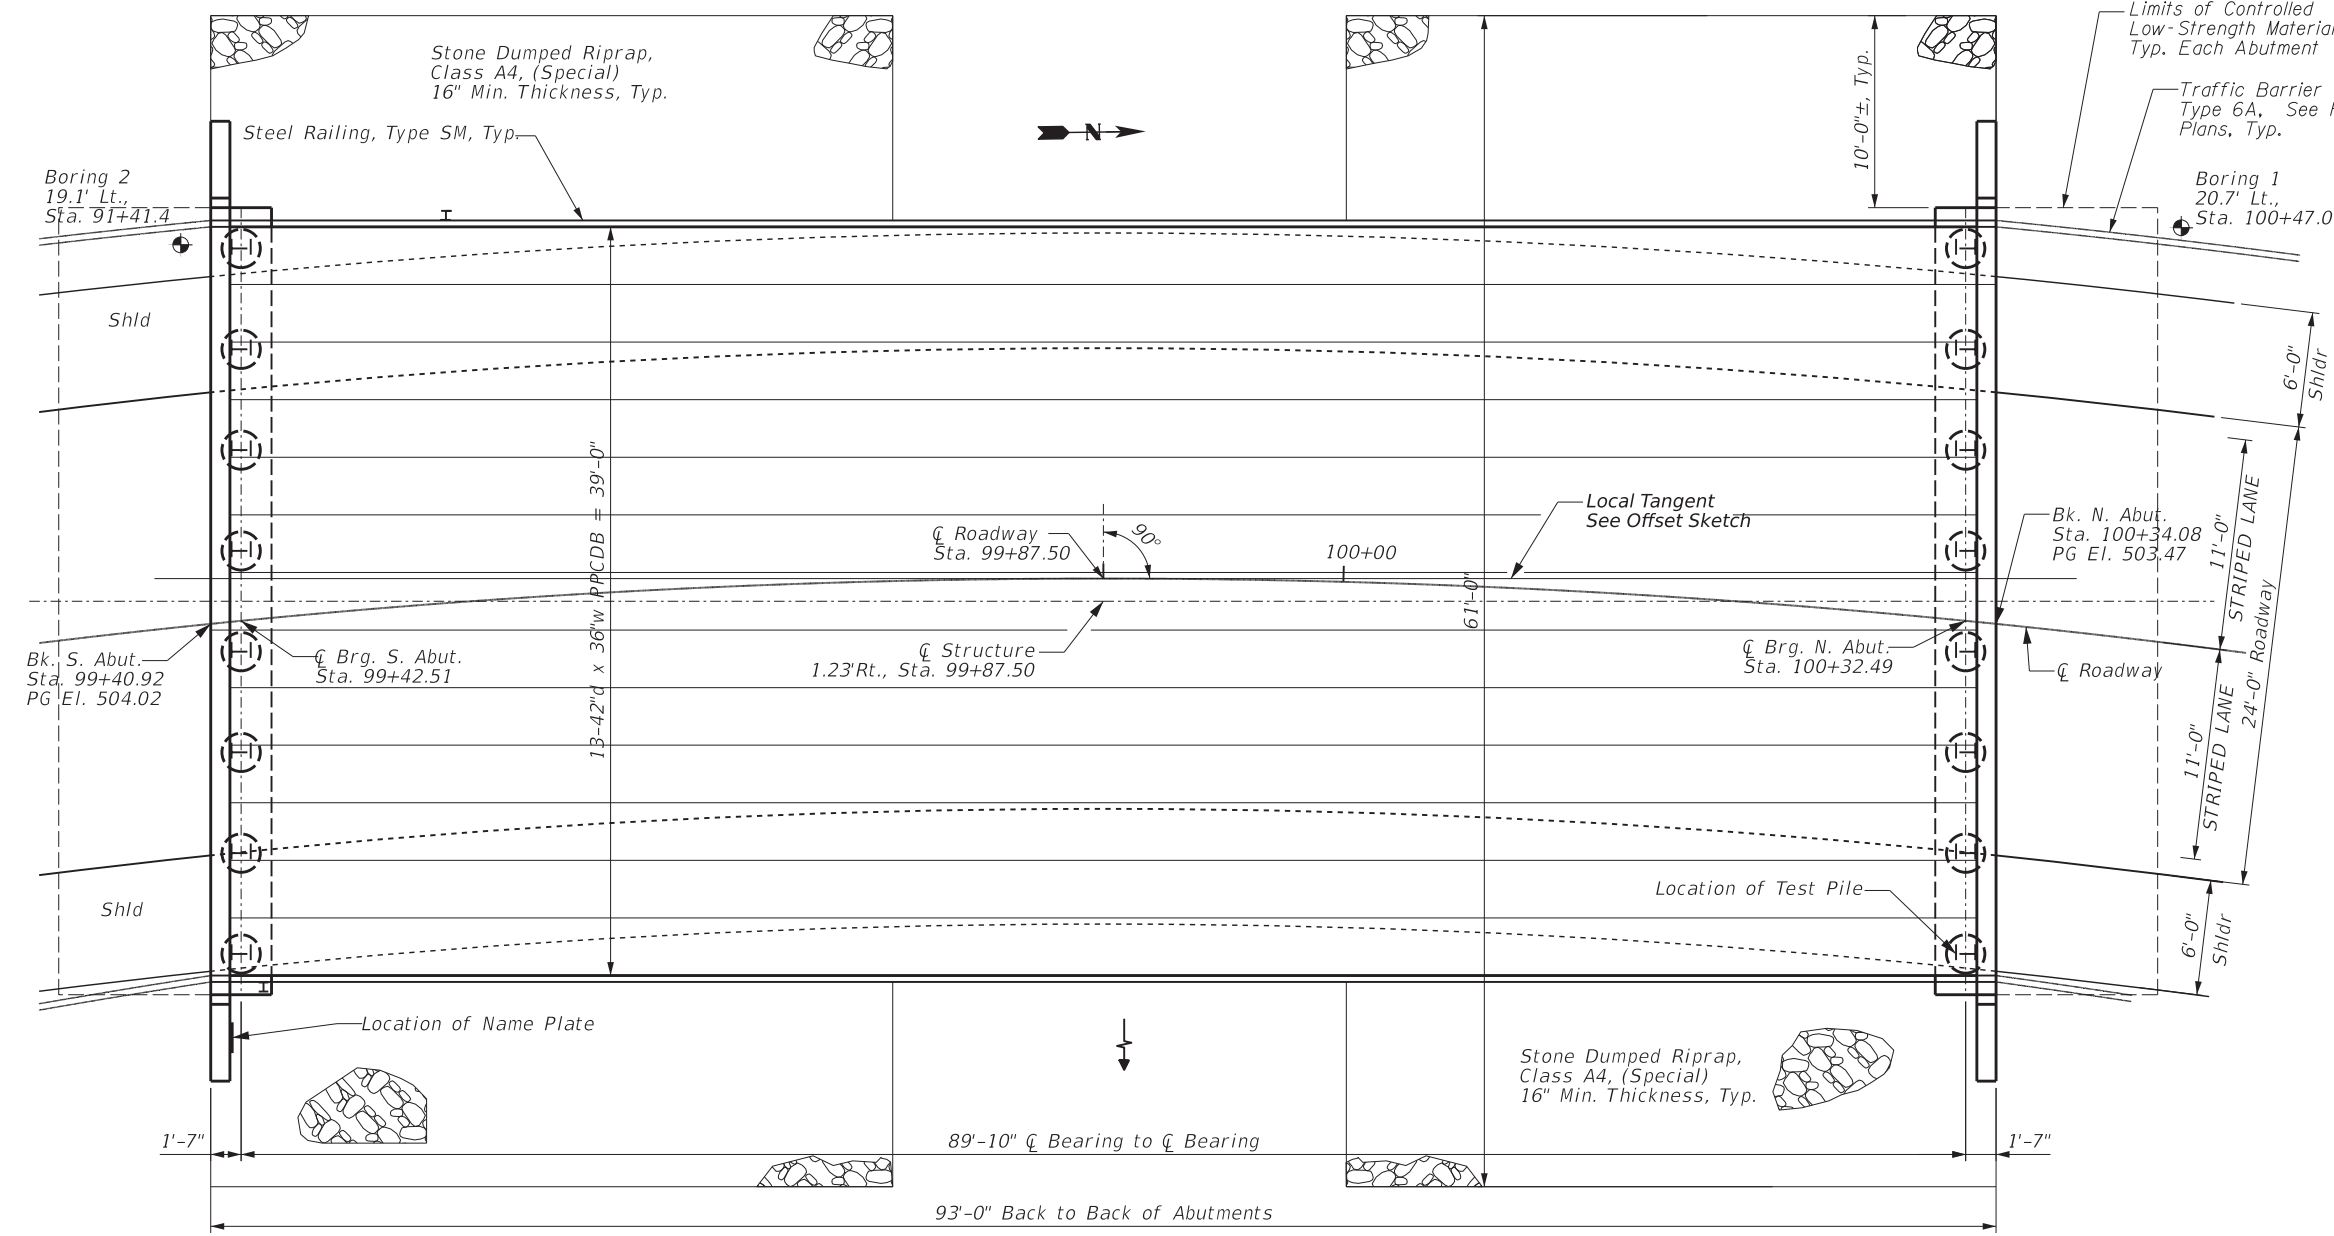 Limits of Controlled
Low-Strength Material
Typ. Each Abutment
Stone Dumped Riprap,
Class A4, (Special)
16" Min. Thickness, Typ.
10'-0"±, Typ.
Traffic Barrier
Type 6A, See
Plans, Typ.
Steel Railing, Type SM, Typ.
N
Boring 2
19.1' Lt.,
Sta. 91+41.4
Boring 1
20.7' Lt.,
Sta. 100+47.0
Shld
6'-0"
Shldr
13-42"d x 36"w PPCDB = 39'-0"
61'-0"
Local Tangent
See Offset Sketch
℄ Roadway
Sta. 99+87.50
90°
100+00
Bk. N. Abut.
Sta. 100+34.08
PG El. 503.47
11'-0"
STRIPED LANE
24'-0" Roadway
Bk. S. Abut.
Sta. 99+40.92
PG El. 504.02
℄ Brg. S. Abut.
Sta. 99+42.51
℄ Structure
1.23'Rt., Sta. 99+87.50
℄ Brg. N. Abut.
Sta. 100+32.49
℄ Roadway
11'-0"
STRIPED LANE
Location of Test Pile
Shld
6'-0"
Shldr
Location of Name Plate
Stone Dumped Riprap,
Class A4, (Special)
16" Min. Thickness, Typ.
1'-7"
89'-10" ℄ Bearing to ℄ Bearing
1'-7"
93'-0" Back to Back of Abutments